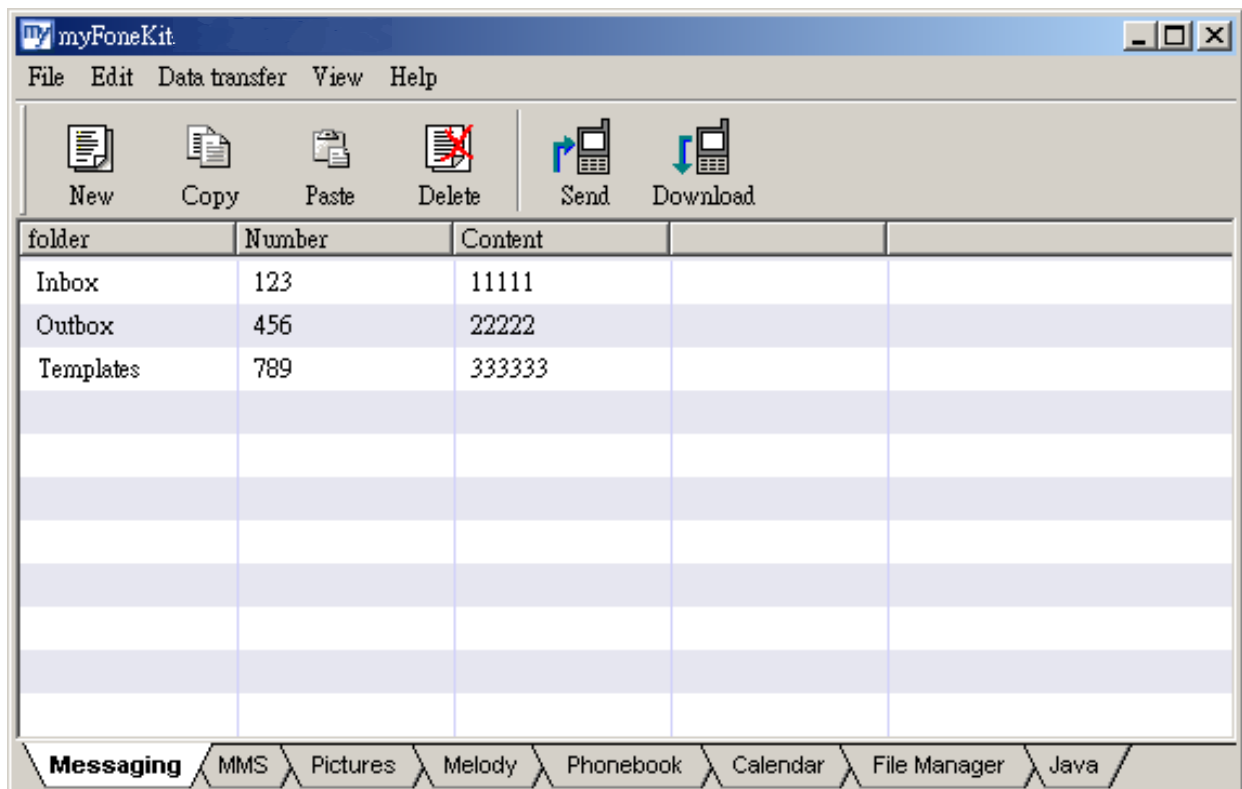 my myFoneKit
File Edit Data transfer View Help
New Copy Paste Delete Send Download
folder Number Content
Inbox 123 11111
Outbox 456 22222
Templates 789 333333
Messaging MMS Pictures Melody Phonebook Calendar File Manager Java